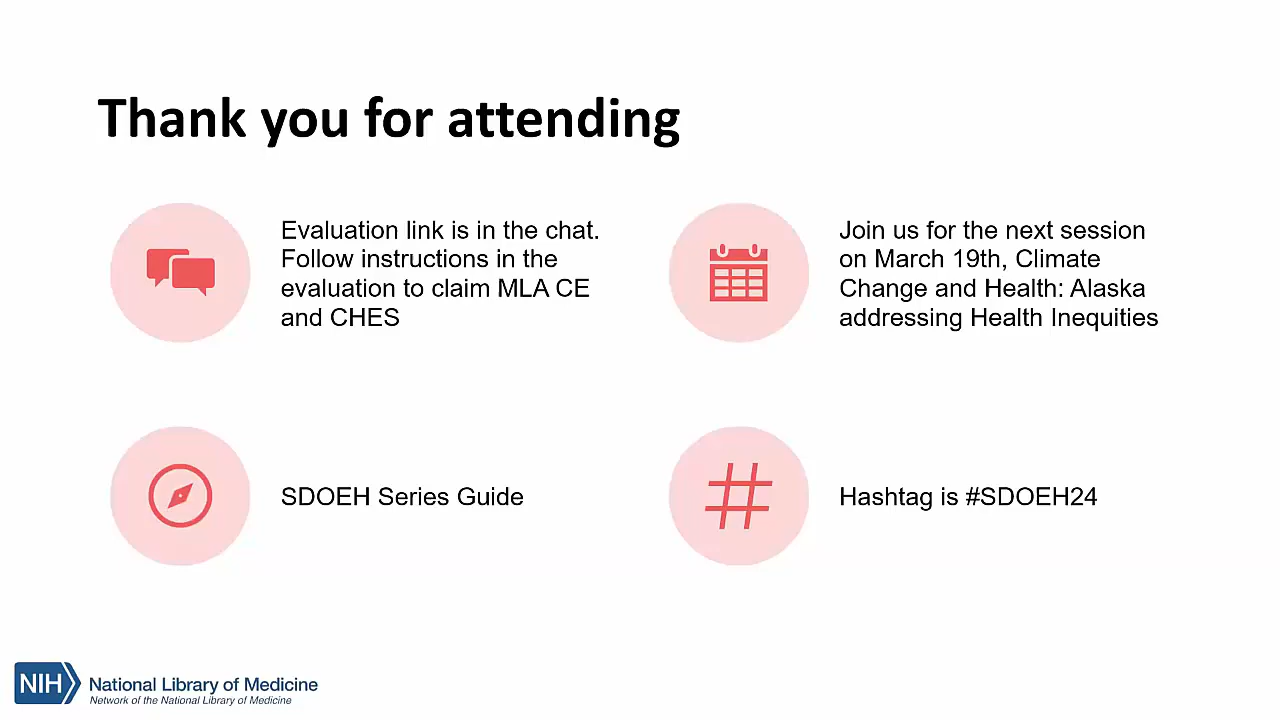 Thank you for attending
Evaluation link is in the chat.
Follow instructions in the
evaluation to claim MLA CE
and CHES
Join us for the next session
on March 19th, Climate
Change and Health: Alaska
addressing Health Inequities
SDOEH Series Guide
Hashtag is #SDOEH24
NIH
National Library of Medicine
Network of the National Library of Medicine